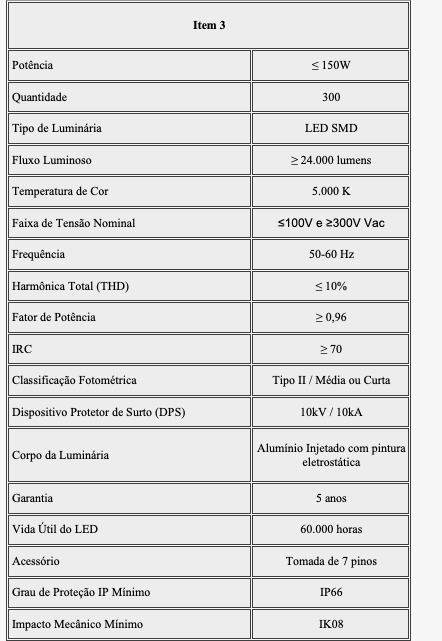 Item 3
Potência ≤ 150W
Quantidade 300
Tipo de Luminária LED SMD
Fluxo Luminoso ≥ 24.000 lumens
Temperatura de Cor 5.000 K
Faixa de Tensão Nominal ≤100V e ≥300V Vac
Frequência 50-60 Hz
Harmônica Total (THD) ≤ 10%
Fator de Potência ≥ 0,96
IRC ≥ 70
Classificação Fotométrica Tipo II / Média ou Curta
Dispositivo Protetor de Surto (DPS) 10kV / 10kA
Corpo da Luminária Alumínio Injetado com pintura
eletrostática
Garantia 5 anos
Vida Útil do LED 60.000 horas
Acessório Tomada de 7 pinos
Grau de Proteção IP Mínimo IP66
Impacto Mecânico Mínimo IK08